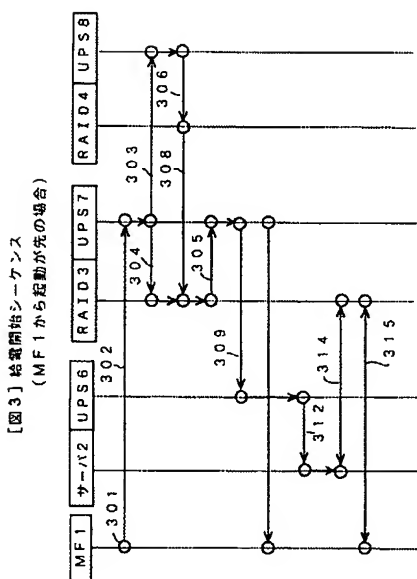 [図3] 給電開始シーケンス
(MF1から起動が先の場合)
MF1
サーバ2
UPS6
RAID3
UPS7
RAID4
UPS8
301
302
303
304
305
306
308
309
312
314
315